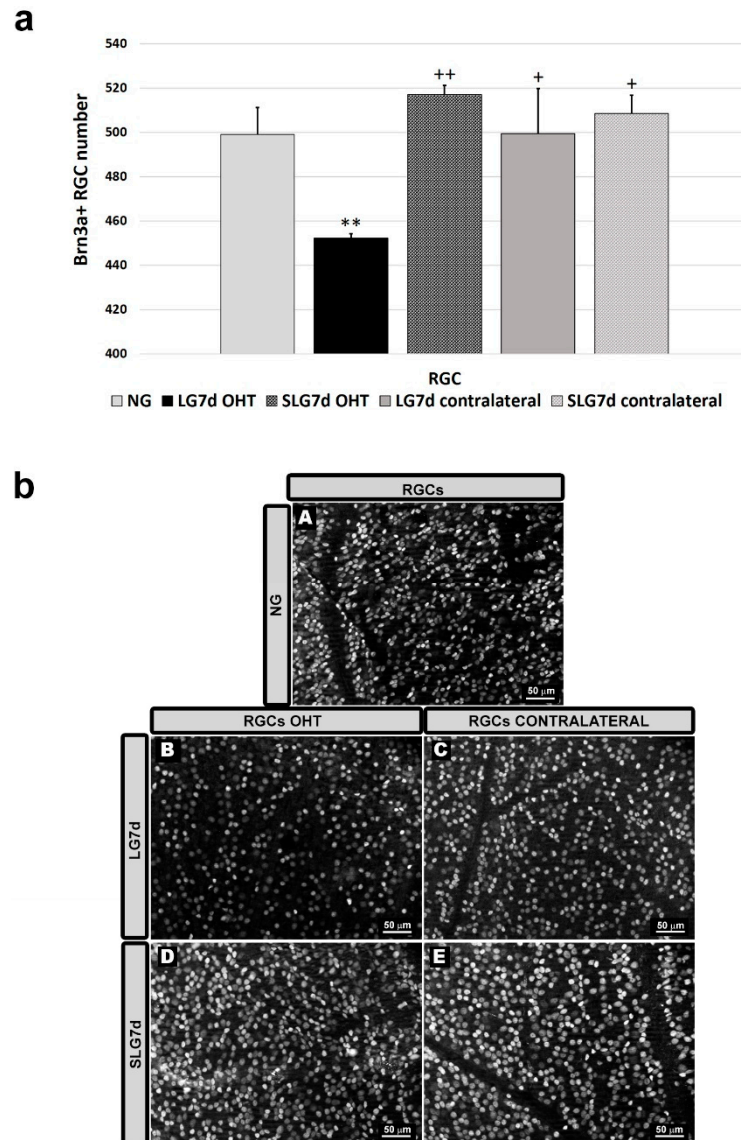 a
540
520
500
480
460
440
420
400
Brn3a+ RGC number
**
++
+
+
RGC
NG LG7d OHT SLG7d OHT LG7d contralateral SLG7d contralateral
b
RGCs
NG
A
50 µm
RGCs OHT RGCs CONTRALATERAL
LG7d
B C
50 µm 50 µm
SLG7d
D E
50 µm 50 µm